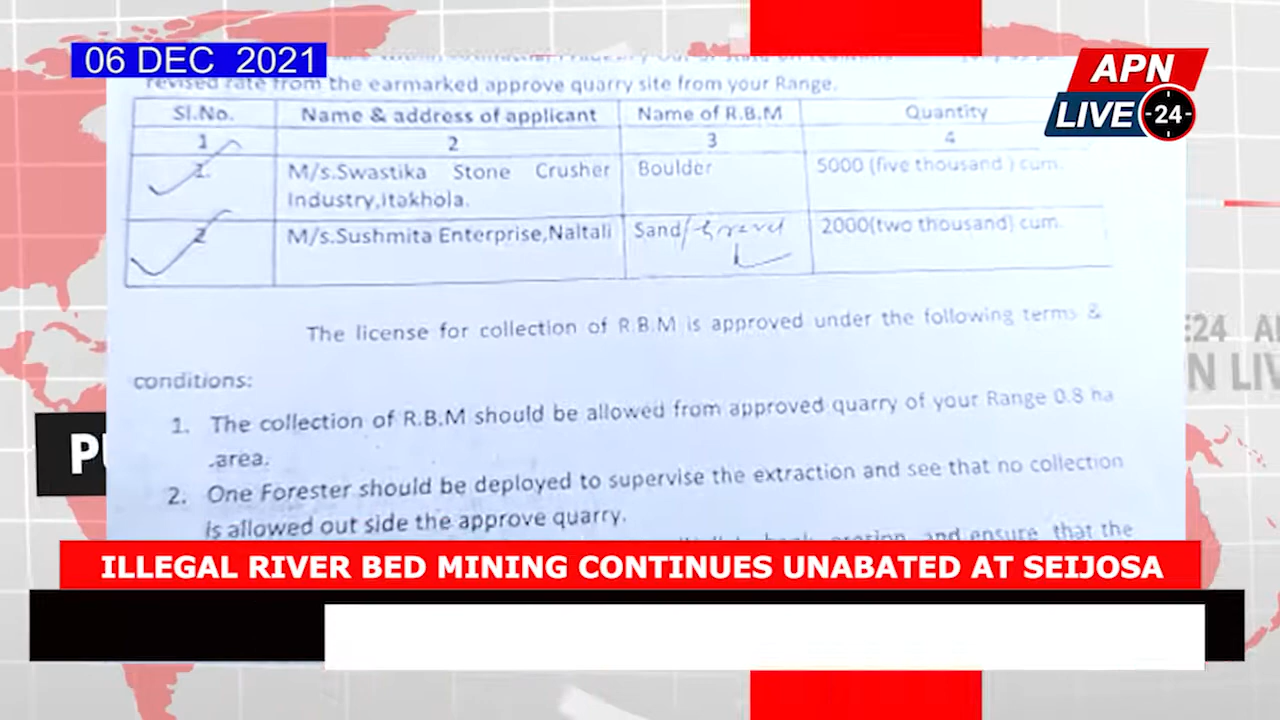 06 DEC 2021
APN
LIVE 24
revised rate from the earmarked approve quarry site from your Range.
Sl.No. Name & address of applicant Name of R.B.M Quantity
1 2 3 4
1. M/s.Swastika Stone Crusher Boulder 5000 (five thousand ) cum.
Industry,Itakhola.
2 M/s.Sushmita Enterprise,Naltali Sand/ 2000(two thousand) cum.
The license for collection of R.B.M is approved under the following terms &
conditions:
1. The collection of R.B.M should be allowed from approved quarry of your Range 0.8 ha
.area.
2. One Forester should be deployed to supervise the extraction and see that no collection
is allowed out side the approve quarry.
and ensure that the
ILLEGAL RIVER BED MINING CONTINUES UNABATED AT SEIJOSA